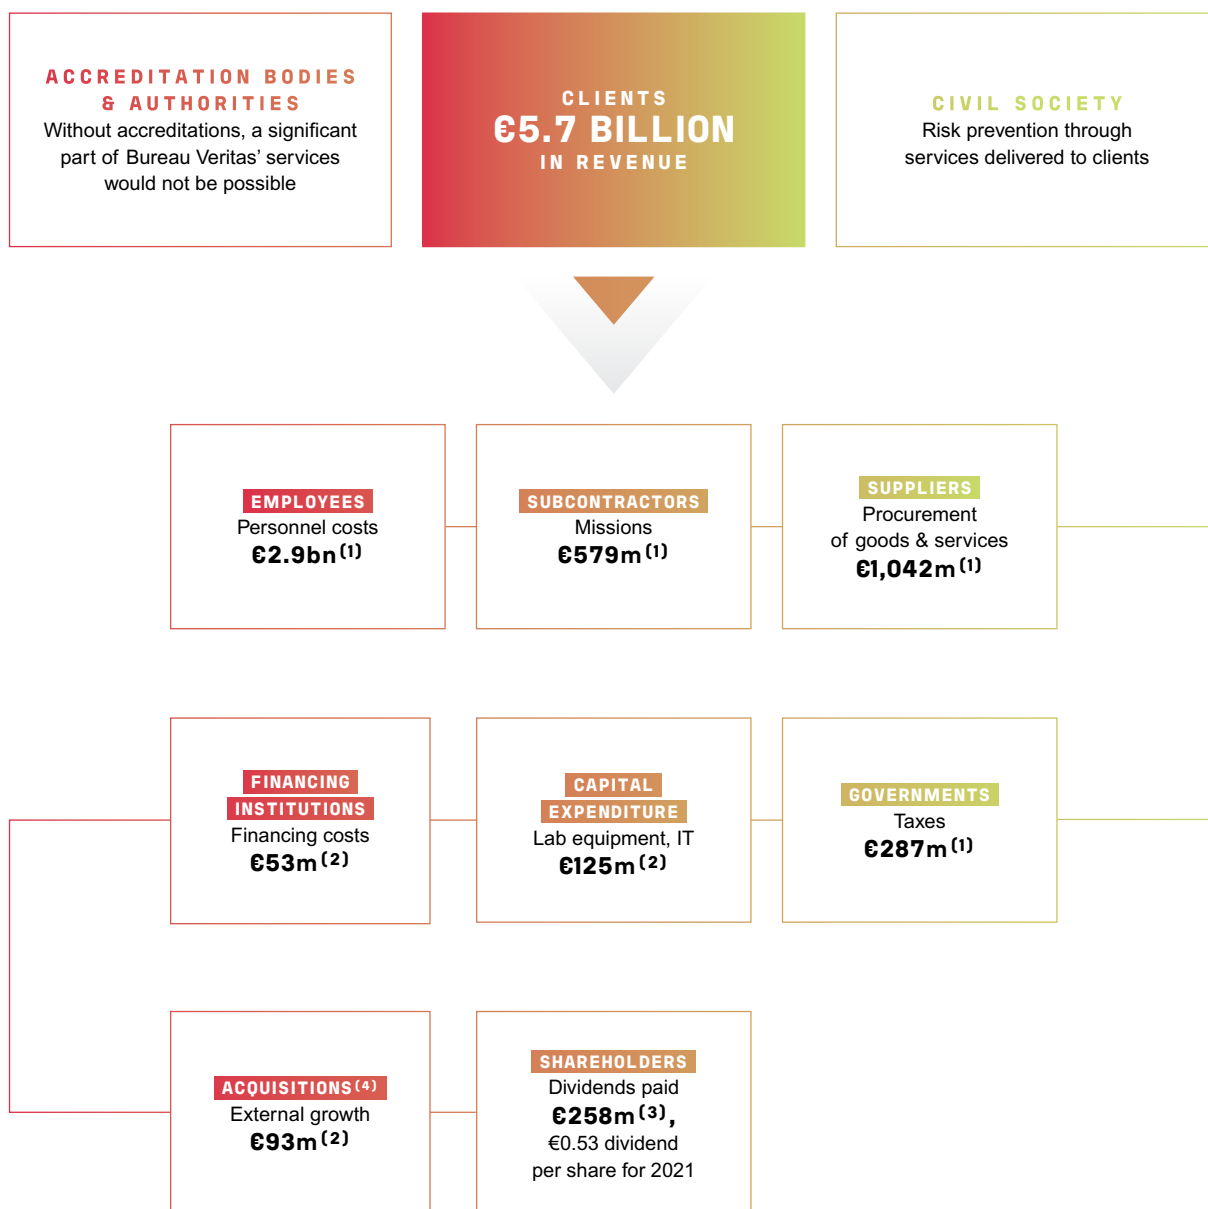 ACCREDITATION BODIES
& AUTHORITIES
Without accreditations, a significant
part of Bureau Veritas’ services
would not be possible
CLIENTS
€5.7 BILLION
IN REVENUE
CIVIL SOCIETY
Risk prevention through
services delivered to clients
EMPLOYEES
Personnel costs
€2.9bn (1)
SUBCONTRACTORS
Missions
€579m (1)
SUPPLIERS
Procurement
of goods & services
€1,042m (1)
FINANCING
INSTITUTIONS
Financing costs
€53m (2)
CAPITAL
EXPENDITURE
Lab equipment, IT
€125m (2)
GOVERNMENTS
Taxes
€287m (1)
ACQUISITIONS (4)
External growth
€93m (2)
SHAREHOLDERS
Dividends paid
€258m (3),
€0.53 dividend
per share for 2021